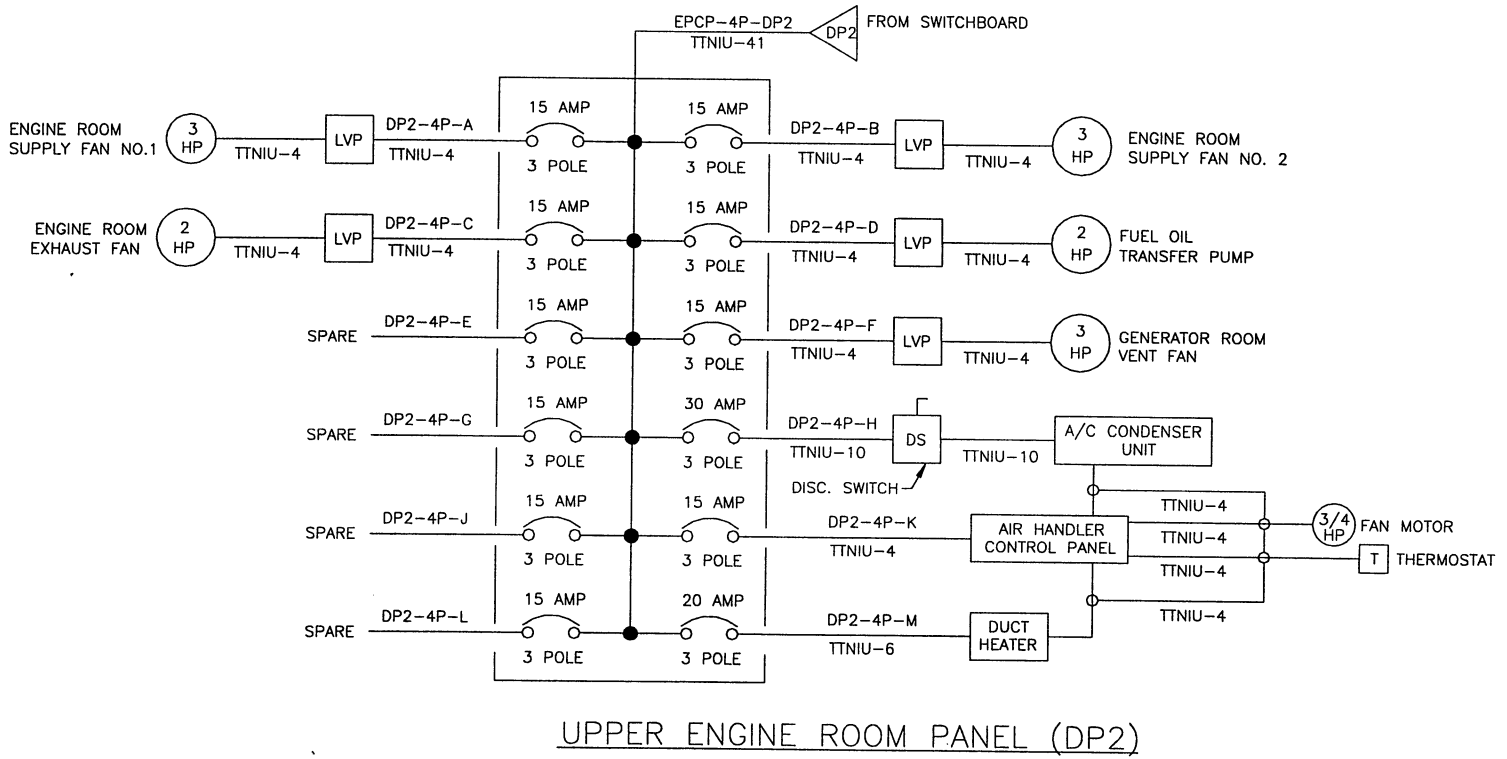 EPCP-4P-DP2
TTNIU-41
DP2
FROM SWITCHBOARD
ENGINE ROOM
SUPPLY FAN NO.1
3
HP
TTNIU-4
LVP
DP2-4P-A
TTNIU-4
15 AMP
3 POLE
15 AMP
3 POLE
DP2-4P-B
TTNIU-4
LVP
TTNIU-4
3
HP
ENGINE ROOM
SUPPLY FAN NO. 2
ENGINE ROOM
EXHAUST FAN
2
HP
TTNIU-4
LVP
DP2-4P-C
TTNIU-4
15 AMP
3 POLE
15 AMP
3 POLE
DP2-4P-D
TTNIU-4
LVP
TTNIU-4
2
HP
FUEL OIL
TRANSFER PUMP
SPARE
DP2-4P-E
15 AMP
3 POLE
15 AMP
3 POLE
DP2-4P-F
TTNIU-4
LVP
TTNIU-4
3
HP
GENERATOR ROOM
VENT FAN
SPARE
DP2-4P-G
15 AMP
3 POLE
30 AMP
3 POLE
DP2-4P-H
TTNIU-10
DS
DISC. SWITCH
TTNIU-10
A/C CONDENSER
UNIT
TTNIU-4
SPARE
DP2-4P-J
15 AMP
3 POLE
15 AMP
3 POLE
DP2-4P-K
TTNIU-4
AIR HANDLER
CONTROL PANEL
TTNIU-4
3/4
HP
FAN MOTOR
TTNIU-4
T
THERMOSTAT
TTNIU-4
SPARE
DP2-4P-L
15 AMP
3 POLE
20 AMP
3 POLE
DP2-4P-M
TTNIU-6
DUCT
HEATER
UPPER ENGINE ROOM PANEL (DP2)